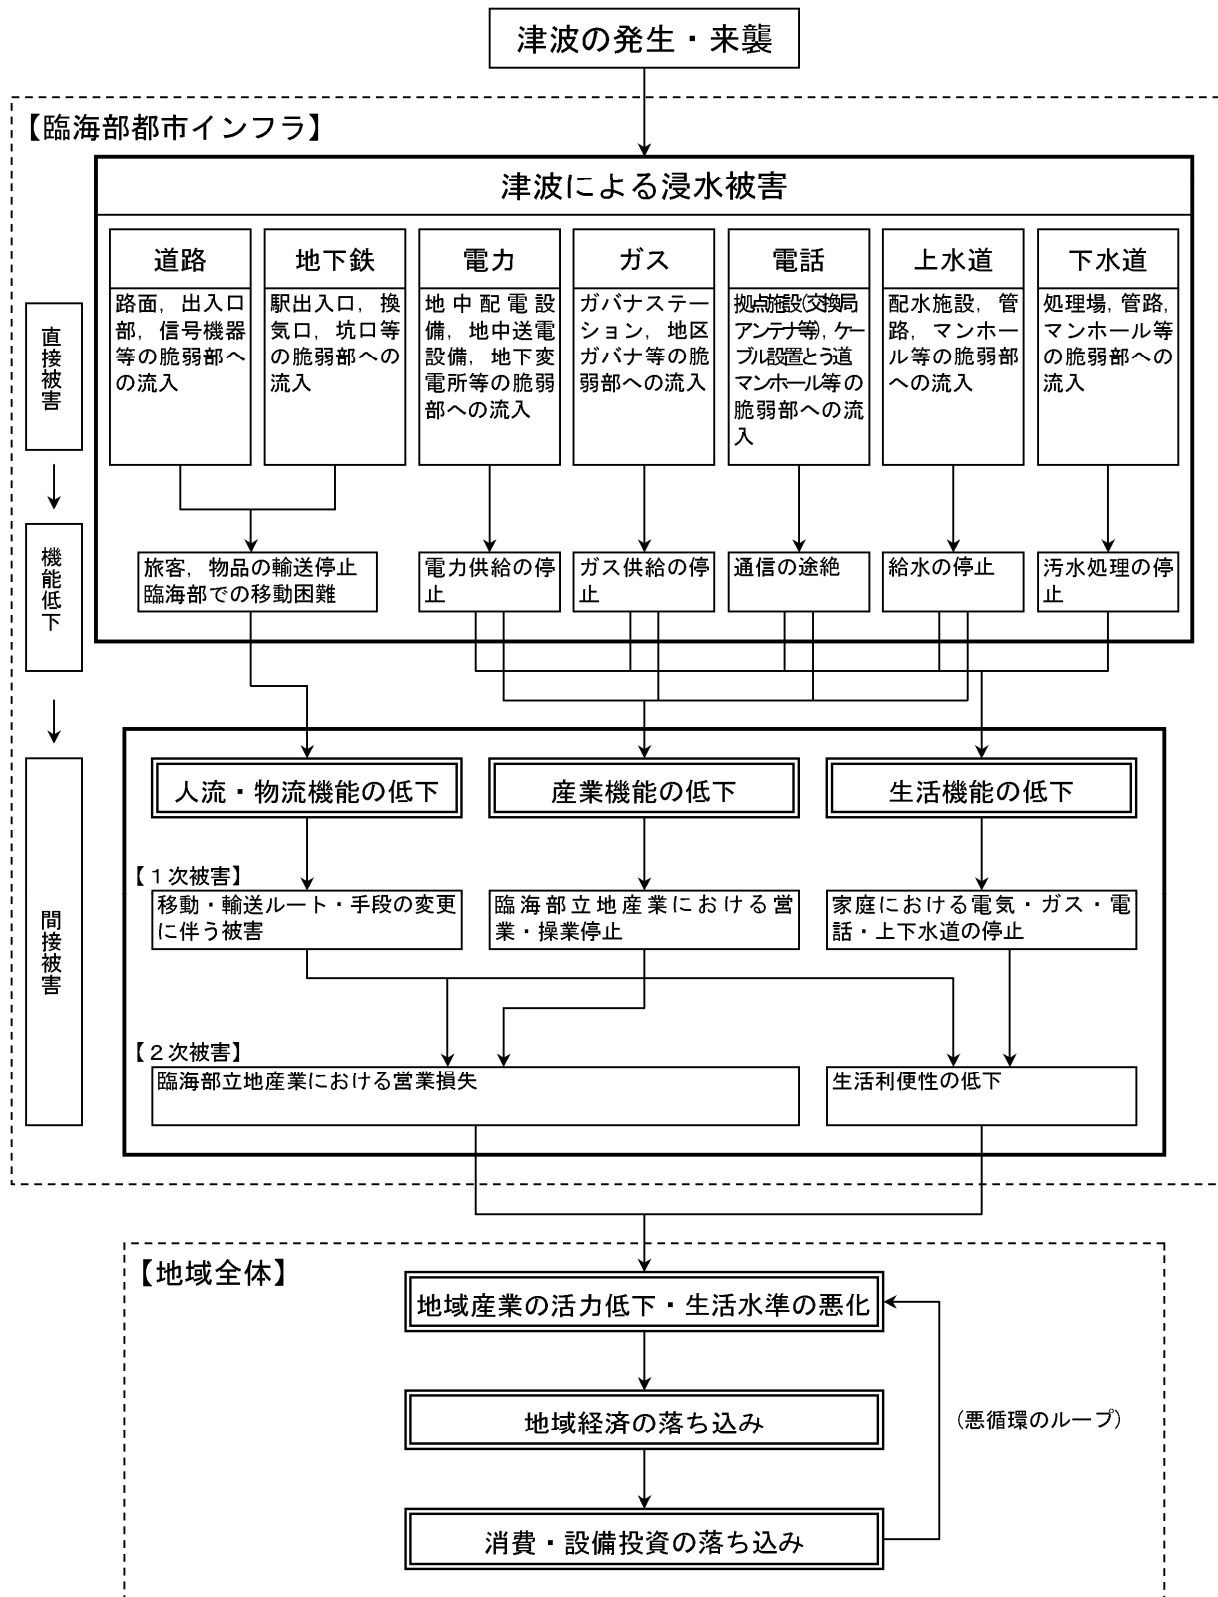 津波の発生・来襲
【臨海部都市インフラ】
津波による浸水被害
道路
路面，出入口
部，信号機器
等の脆弱部へ
の流入
地下鉄
駅出入口，換
気口，坑口等
の脆弱部への
流入
電力
地中配電設
備，地中送電
設備，地下変
電所等の脆弱
部への流入
ガス
ガバナステー
ション，地区
ガバナ等の脆
弱部への流入
電話
拠点施設(交換局
アンテナ等)，ケー
ブル設置とう道
マンホール等の
脆弱部への流
入
上水道
配水施設，管
路，マンホー
ル等の脆弱部
への流入
下水道
処理場，管路，
マンホール等
の脆弱部への
流入
直接被害
機能低下
旅客，物品の輸送停止
臨海部での移動困難
電力供給の停
止
ガス供給の停
止
通信の途絶
給水の停止
汚水処理の停
止
間接被害
人流・物流機能の低下
産業機能の低下
生活機能の低下
【１次被害】
移動・輸送ルート・手段の変更
に伴う被害
臨海部立地産業における営
業・操業停止
家庭における電気・ガス・電
話・上下水道の停止
【２次被害】
臨海部立地産業における営業損失
生活利便性の低下
【地域全体】
地域産業の活力低下・生活水準の悪化
地域経済の落ち込み
(悪循環のループ)
消費・設備投資の落ち込み